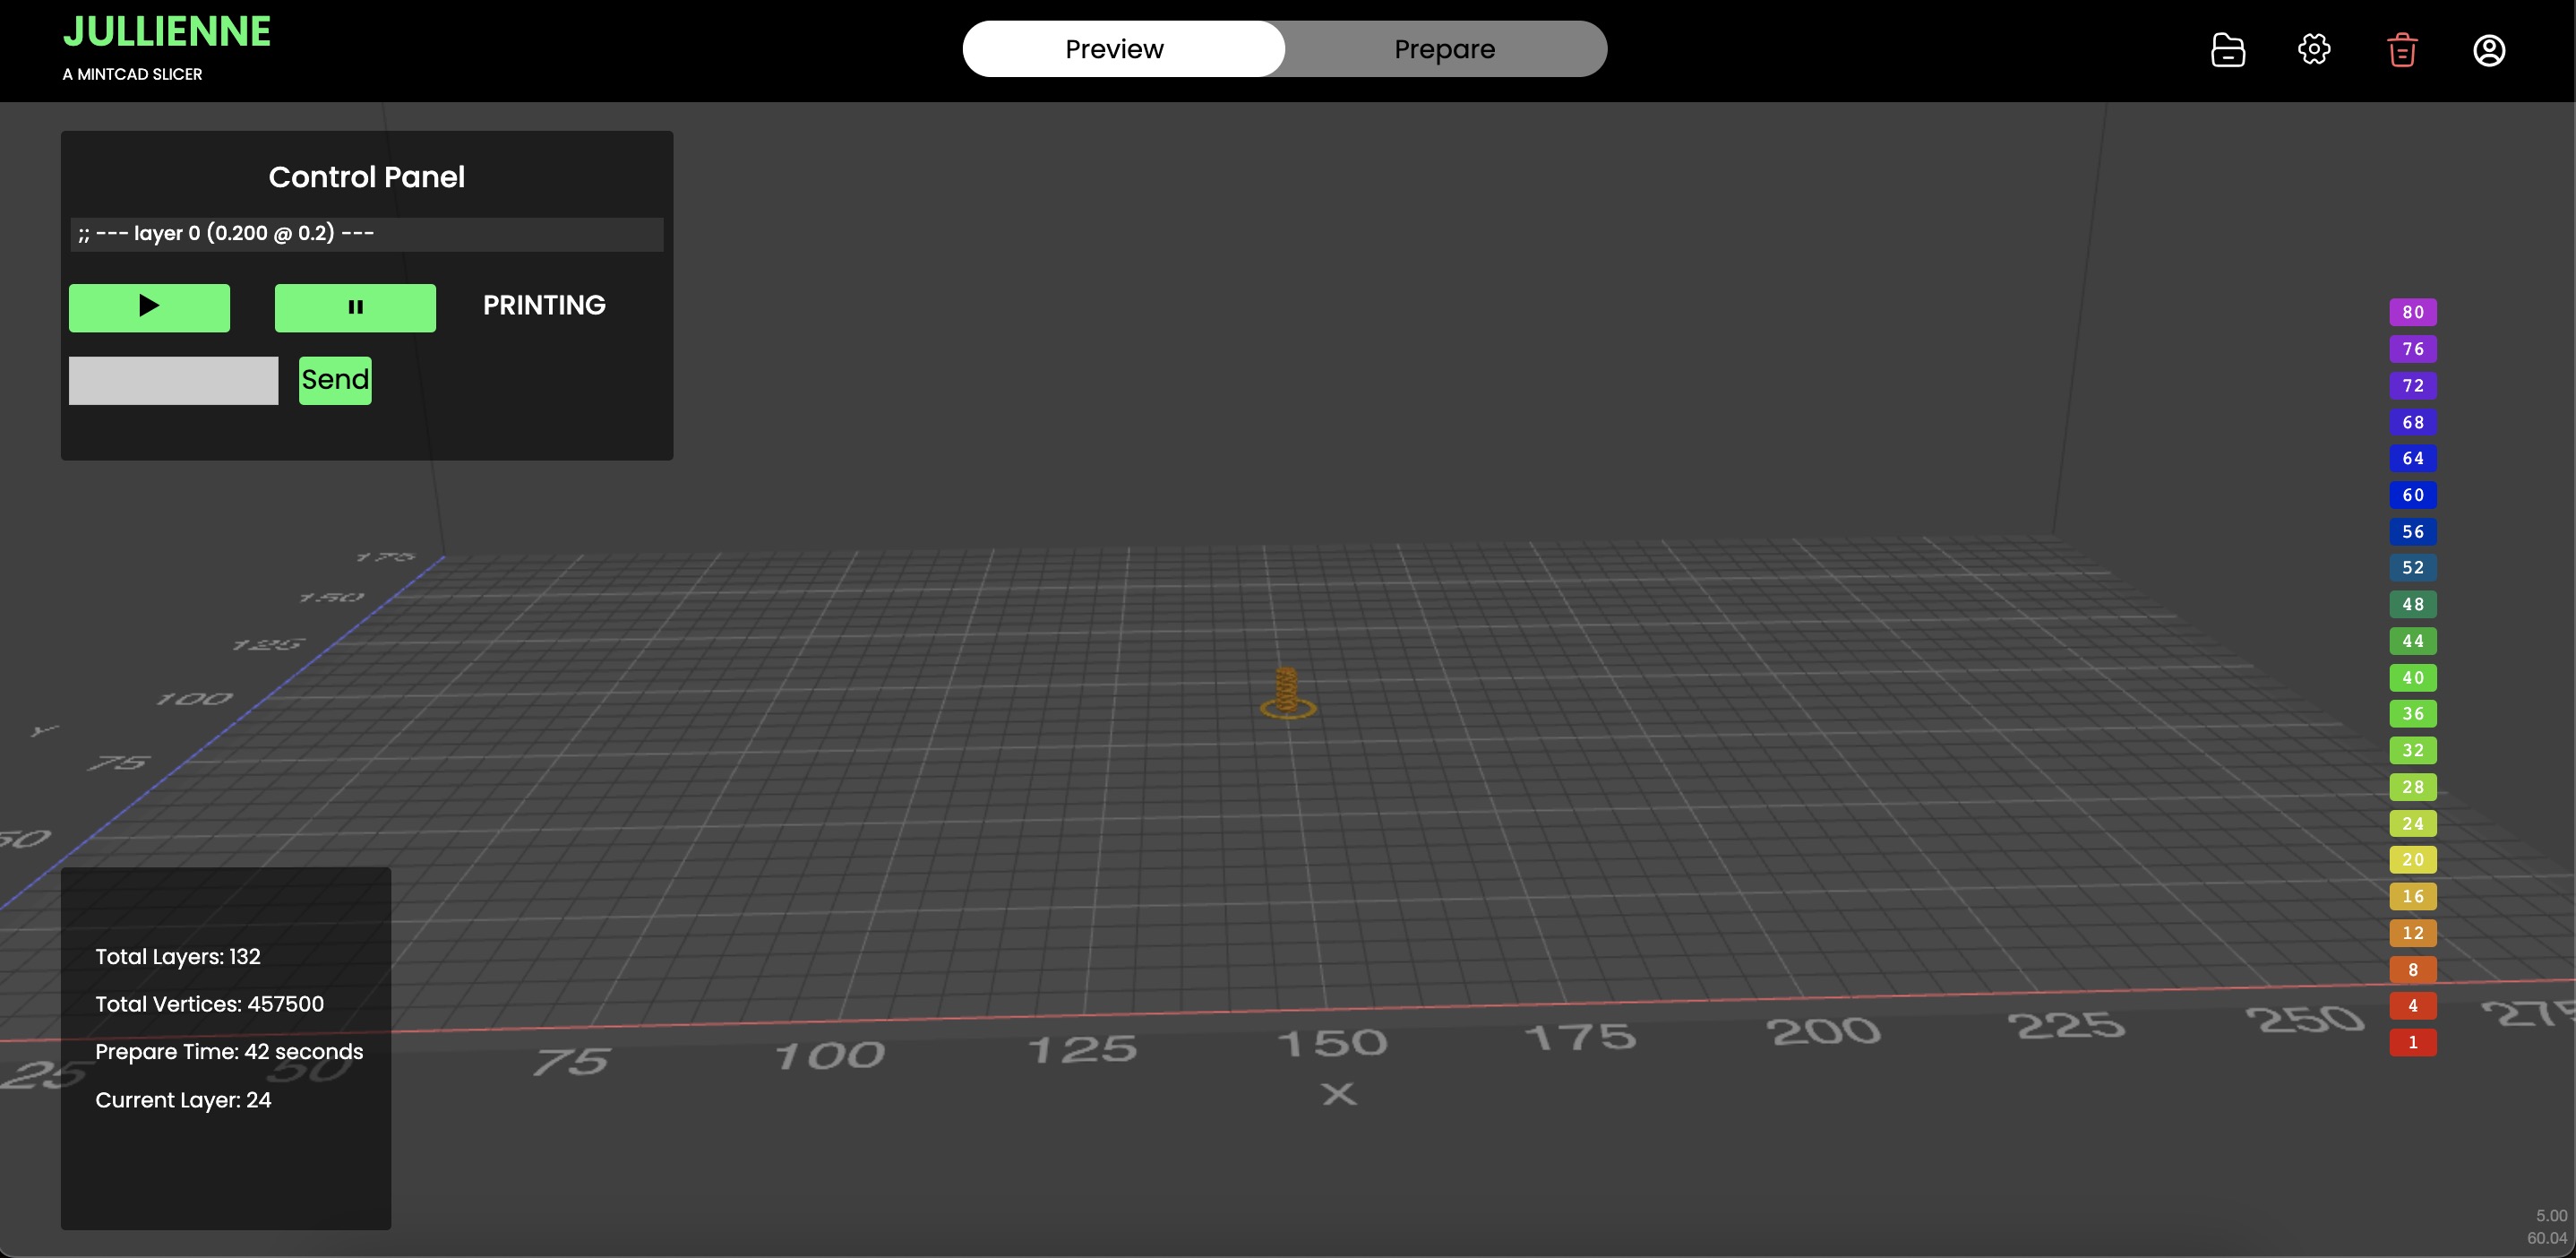 JULLIENNE
A MINTCAD SLICER
Preview
Prepare
Control Panel
;; --- layer 0 (0.200 @ 0.2) ---
PRINTING
Send
80
76
72
68
64
60
56
52
48
44
40
36
32
28
24
20
16
12
8
4
1
175
150
125
100
Y
75
50
Total Layers: 132
Total Vertices: 457500
Prepare Time: 42 seconds
Current Layer: 24
25
50
75
100
125
150
175
200
225
250
275
X
5.00
60.04